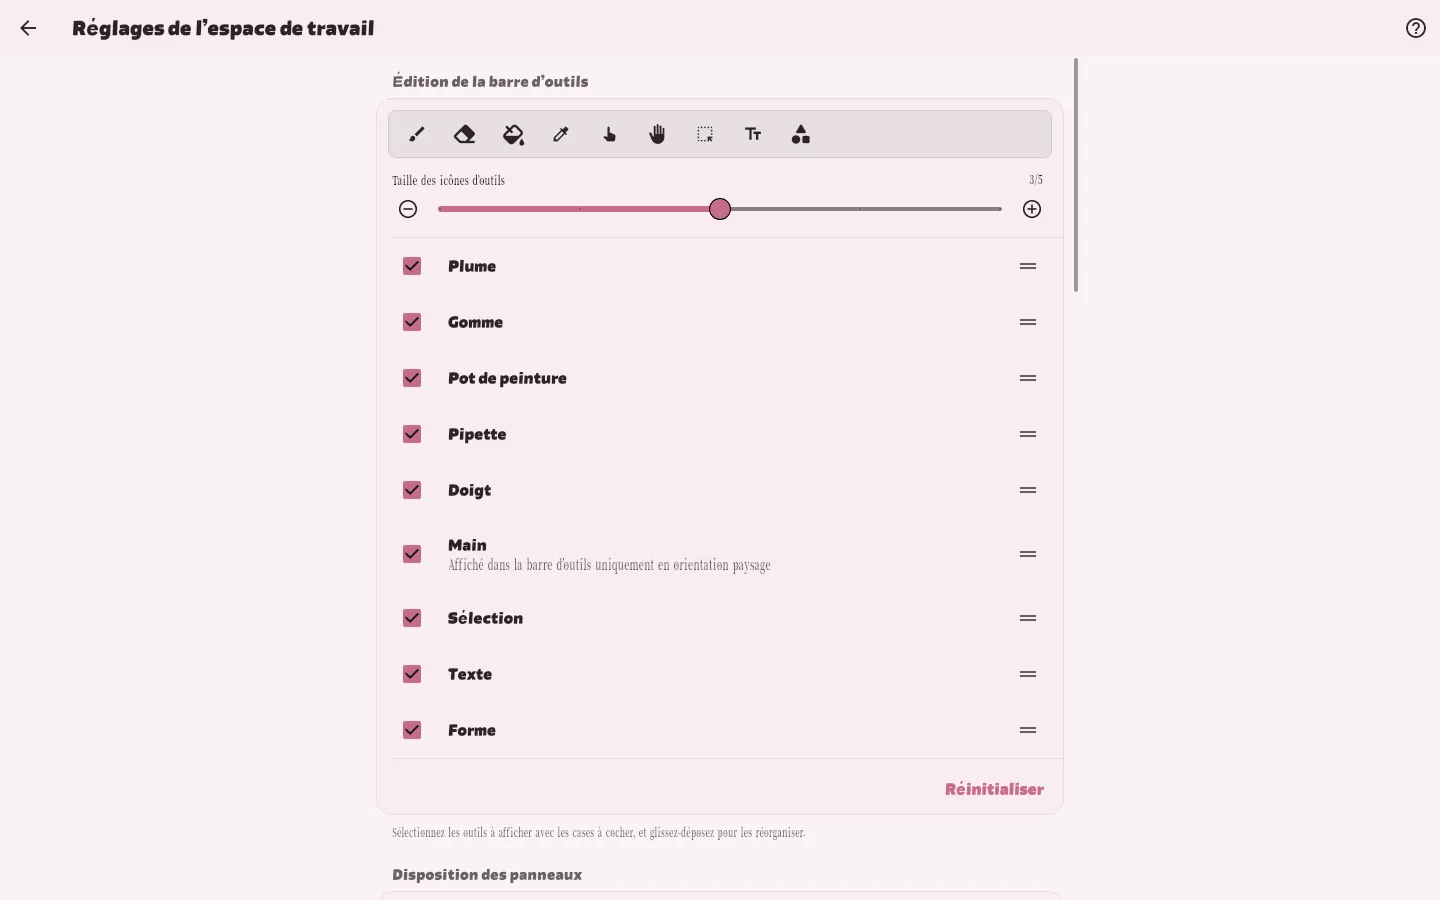 Réglages de l’espace de travail
Édition de la barre d’outils
Taille des icônes d'outils
3/5
Plume
Gomme
Pot de peinture
Pipette
Doigt
Main
Affiché dans la barre d'outils uniquement en orientation paysage
Sélection
Texte
Forme
Réinitialiser
Sélectionnez les outils à afficher avec les cases à cocher, et glissez-déposez pour les réorganiser.
Disposition des panneaux